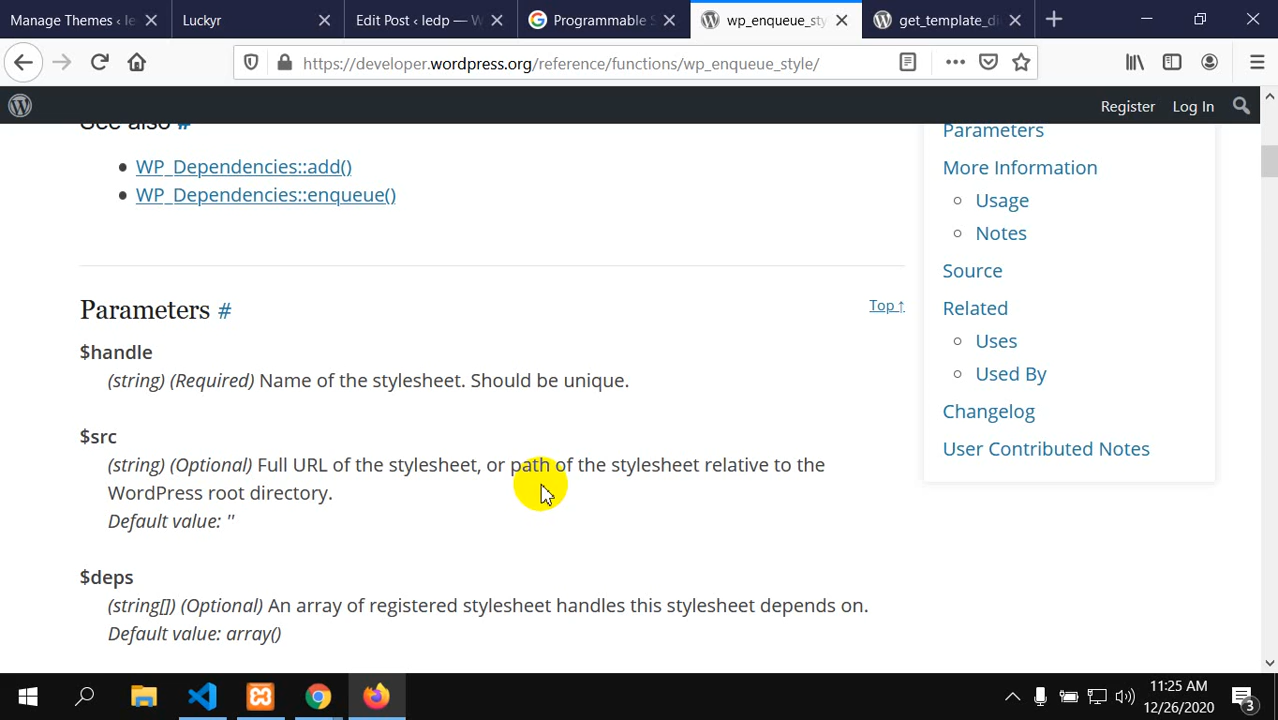 Manage Themes ‹ le
Luckyr
Edit Post ‹ ledp — W
Programmable S
wp_enqueue_sty
get_template_di
https://developer.wordpress.org/reference/functions/wp_enqueue_style/
Register
Log In
See also #
WP_Dependencies::add()
WP_Dependencies::enqueue()
Parameters #
Top ↑
$handle
(string) (Required) Name of the stylesheet. Should be unique.
$src
(string) (Optional) Full URL of the stylesheet, or path of the stylesheet relative to the
WordPress root directory.
Default value: ''
$deps
(string[]) (Optional) An array of registered stylesheet handles this stylesheet depends on.
Default value: array()
Parameters
More Information
Usage
Notes
Source
Related
Uses
Used By
Changelog
User Contributed Notes
11:25 AM
12/26/2020
3